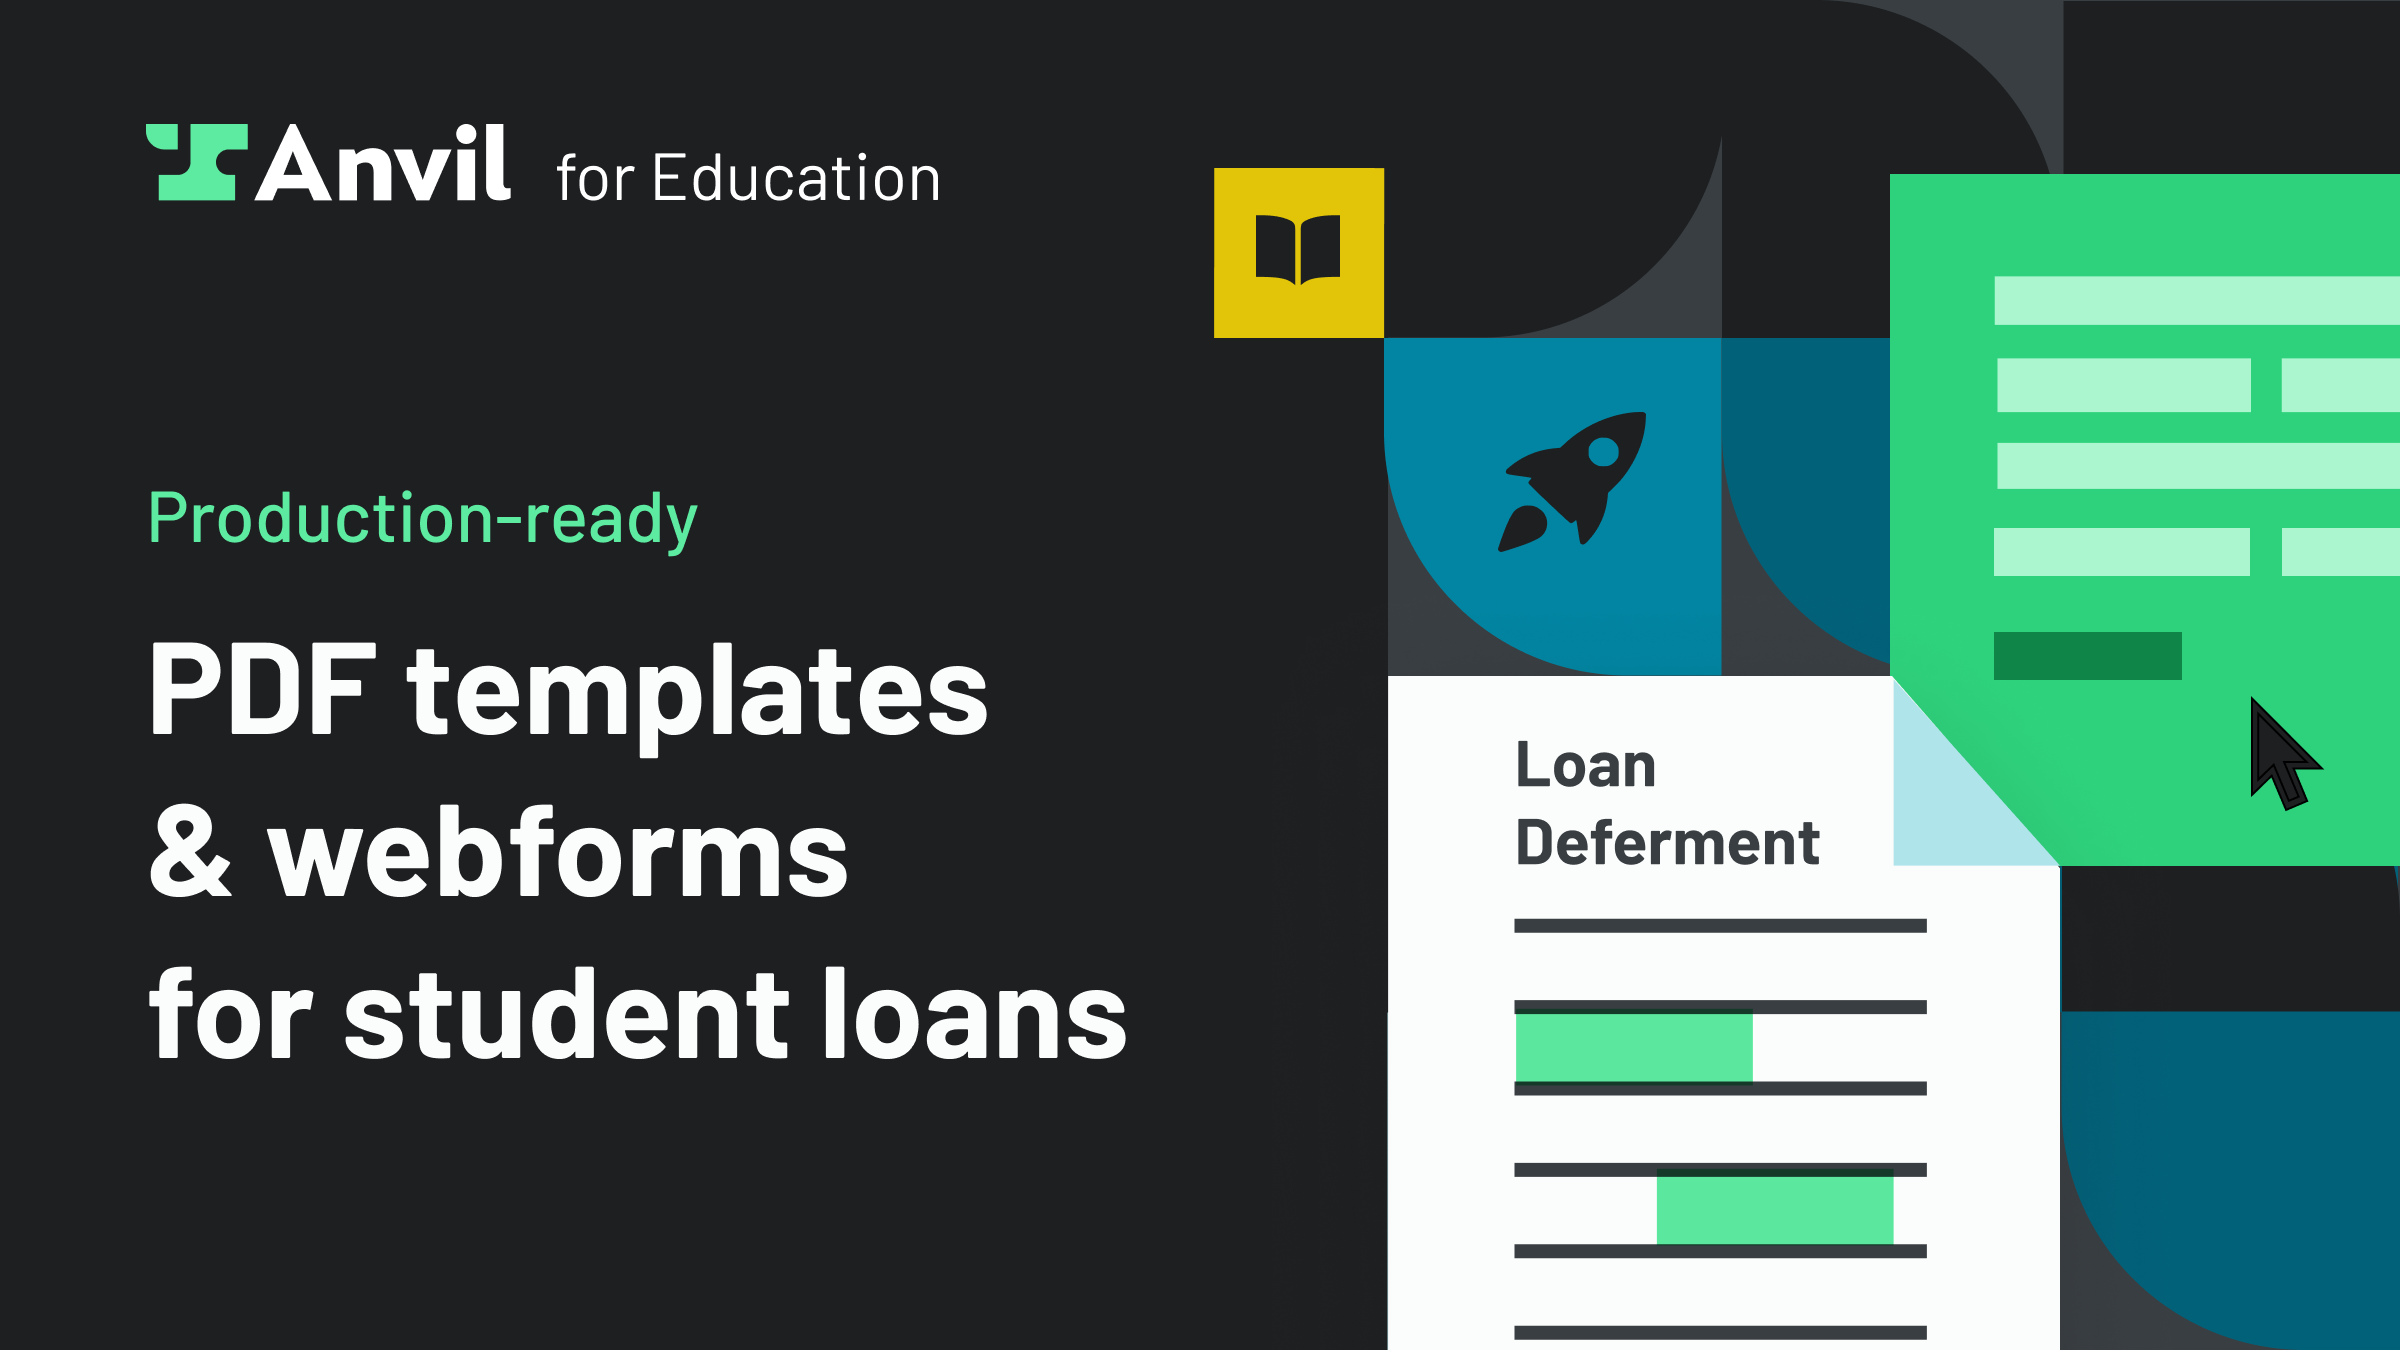 Anvil for Education
Production-ready
PDF templates
& webforms
for student loans
Loan
Deferment